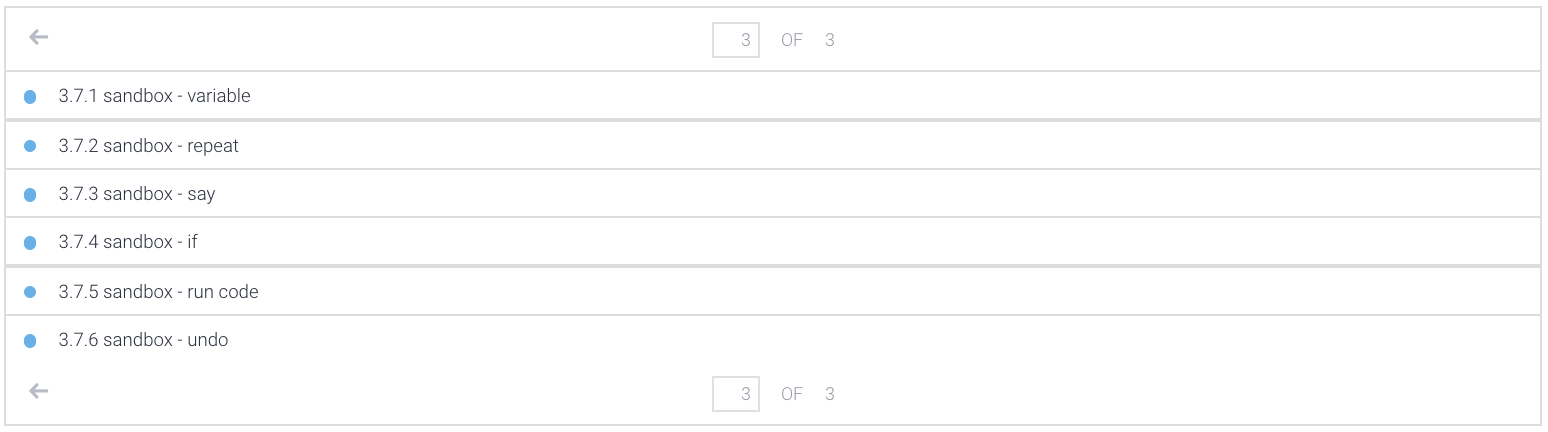 3 OF 3
3.7.1 sandbox - variable
3.7.2 sandbox - repeat
3.7.3 sandbox - say
3.7.4 sandbox - if
3.7.5 sandbox - run code
3.7.6 sandbox - undo
3 OF 3